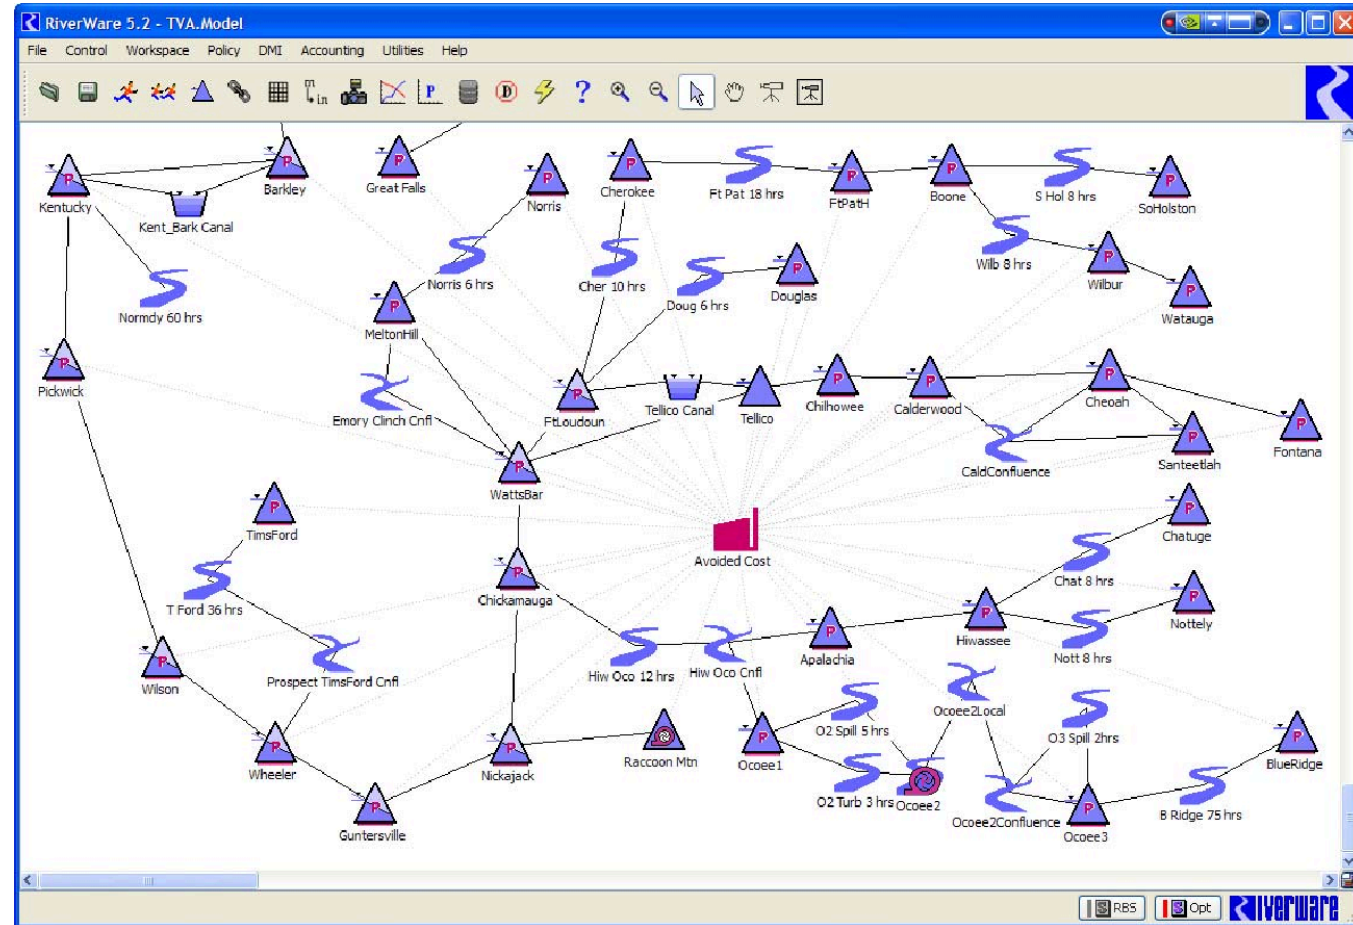 RiverWare 5.2 - TVA.Model
File Control Workspace Policy DMI Accounting Utilities Help
in P D ?
Kentucky
Barkley
Great Falls
Norris
Cherokee
Ft Pat 18 hrs
FtPatH
Boone
S Hol 8 hrs
SoHolston
Kent_Bark Canal
Normdy 60 hrs
Norris 6 hrs
Cher 10 hrs
Doug 6 hrs
Douglas
Wilb 8 hrs
Wilbur
Watauga
MeltonHill
Pickwick
Emory Clinch Cnfl
FtLoudoun
Tellico Canal
Tellico
Chilhowee
Calderwood
Cheoah
CaldConfluence
Santeetlah
Fontana
WattsBar
TimsFord
Avoided Cost
Chatuge
Chat 8 hrs
T Ford 36 hrs
Chickamauga
Nottely
Hiwassee
Nott 8 hrs
Apalachia
Wilson
Prospect TimsFord Cnfl
Hiw Oco 12 hrs
Hiw Oco Cnfl
Ocoee2Local
O2 Spill 5 hrs
O3 Spill 2hrs
Wheeler
Nickajack
Raccoon Mtn
Ocoee1
BlueRidge
O2 Turb 3 hrs
Ocoee2
Ocoee2Confluence
Ocoee3
B Ridge 75 hrs
Guntersville
S RBS S Opt Riverware